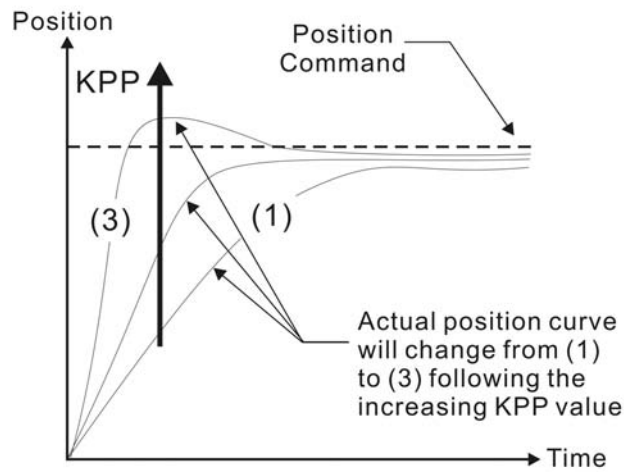 Position
Position
Command
KPP
(3)
(1)
Actual position curve
will change from (1)
to (3) following the
increasing KPP value
Time